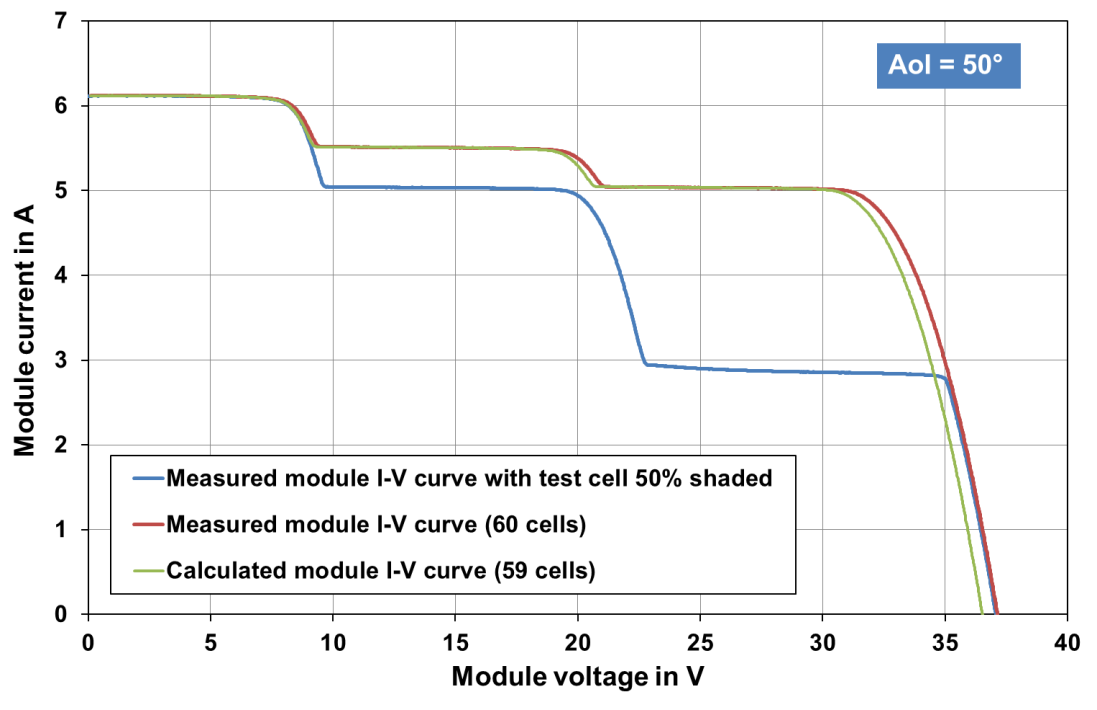 7
6
5
4
3
2
1
0
Module current in A
AoI = 50°
Measured module I-V curve with test cell 50% shaded
Measured module I-V curve (60 cells)
Calculated module I-V curve (59 cells)
0 5 10 15 20 25 30 35 40
Module voltage in V